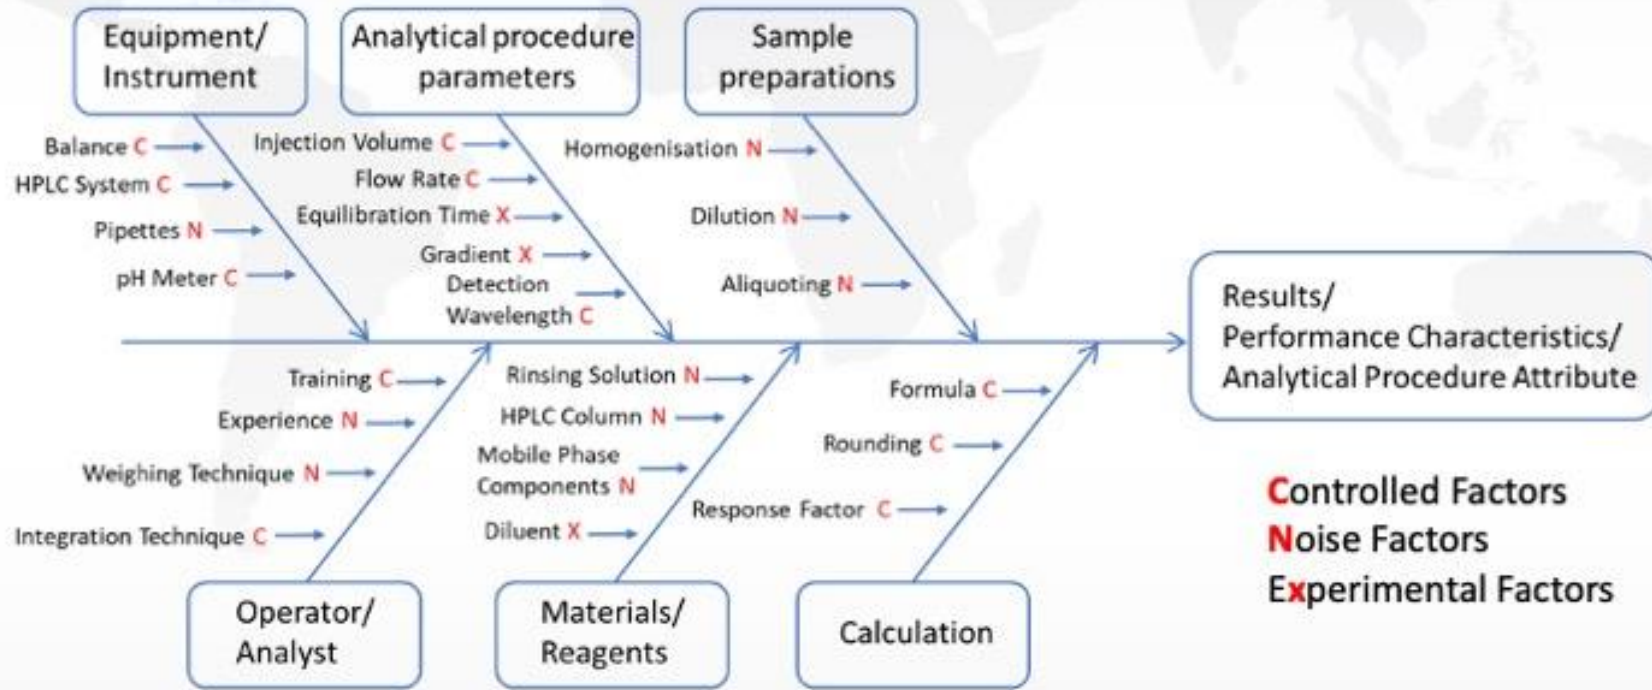 Equipment/
Instrument
Analytical procedure
parameters
Sample
preparations
Balance C
HPLC System C
Pipettes N
pH Meter C
Injection Volume C
Flow Rate C
Equilibration Time X
Gradient X
Detection
Wavelength C
Homogenisation N
Dilution N
Aliquoting N
Results/
Performance Characteristics/
Analytical Procedure Attribute
Training C
Experience N
Weighing Technique N
Integration Technique C
Rinsing Solution N
HPLC Column N
Mobile Phase
Components N
Diluent X
Formula C
Rounding C
Response Factor C
Operator/
Analyst
Materials/
Reagents
Calculation
Controlled Factors
Noise Factors
Experimental Factors